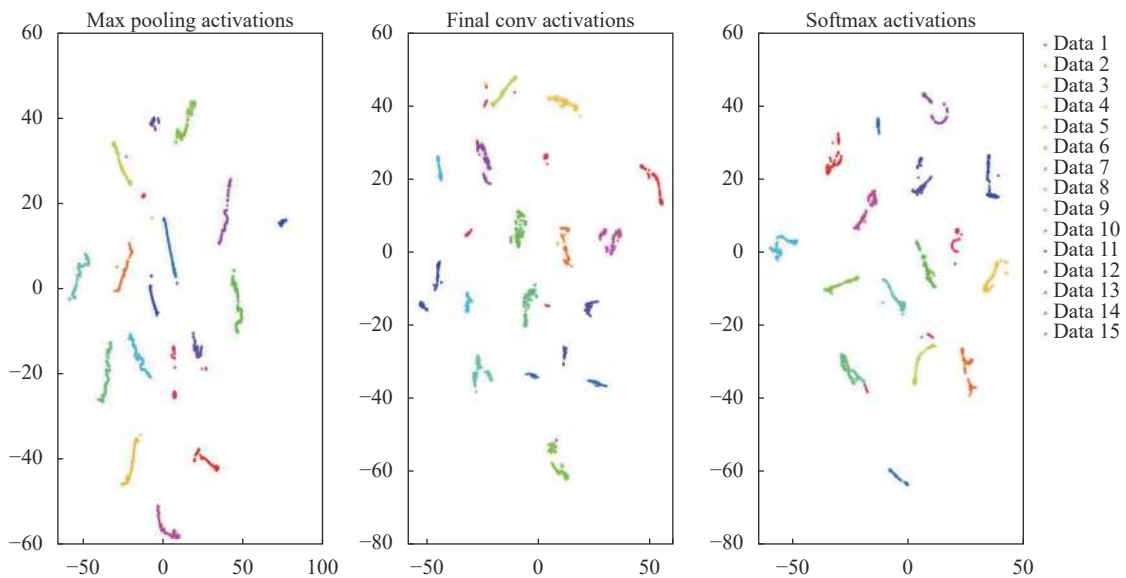 Max pooling activations
60
40
20
0
−20
−40
−60
−50 0 50 100
Final conv activations
60
40
20
0
−20
−40
−60
−80
−50 0 50
Softmax activations
60
40
20
0
−20
−40
−60
−80
−50 0 50
Data 1
Data 2
Data 3
Data 4
Data 5
Data 6
Data 7
Data 8
Data 9
Data 10
Data 11
Data 12
Data 13
Data 14
Data 15